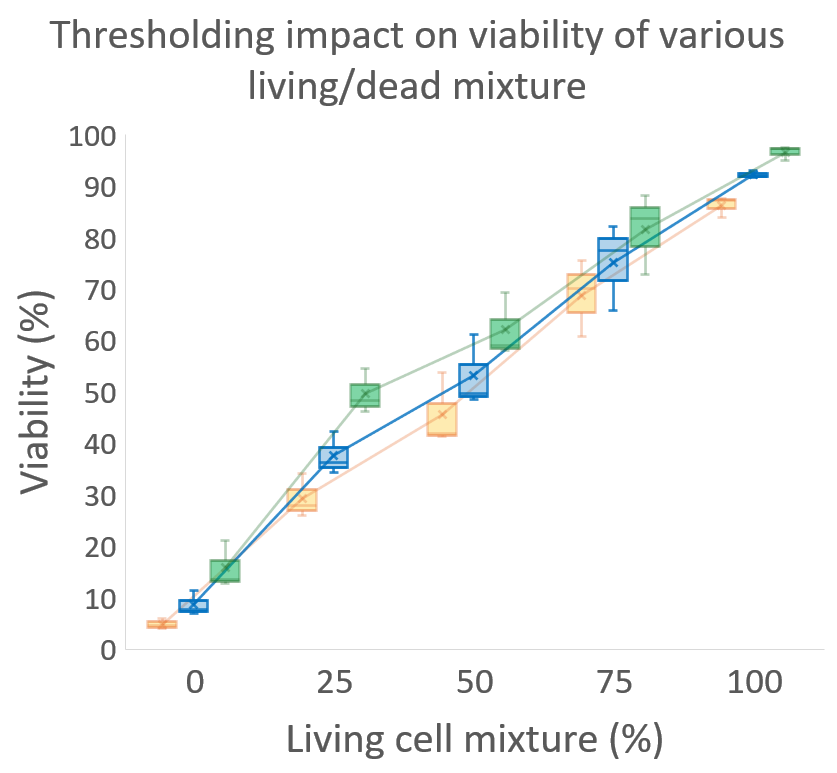 Thresholding impact on viability of various
living/dead mixture
100
90
80
70
60
50
40
30
20
10
0
Viability (%)
0 25 50 75 100
Living cell mixture (%)